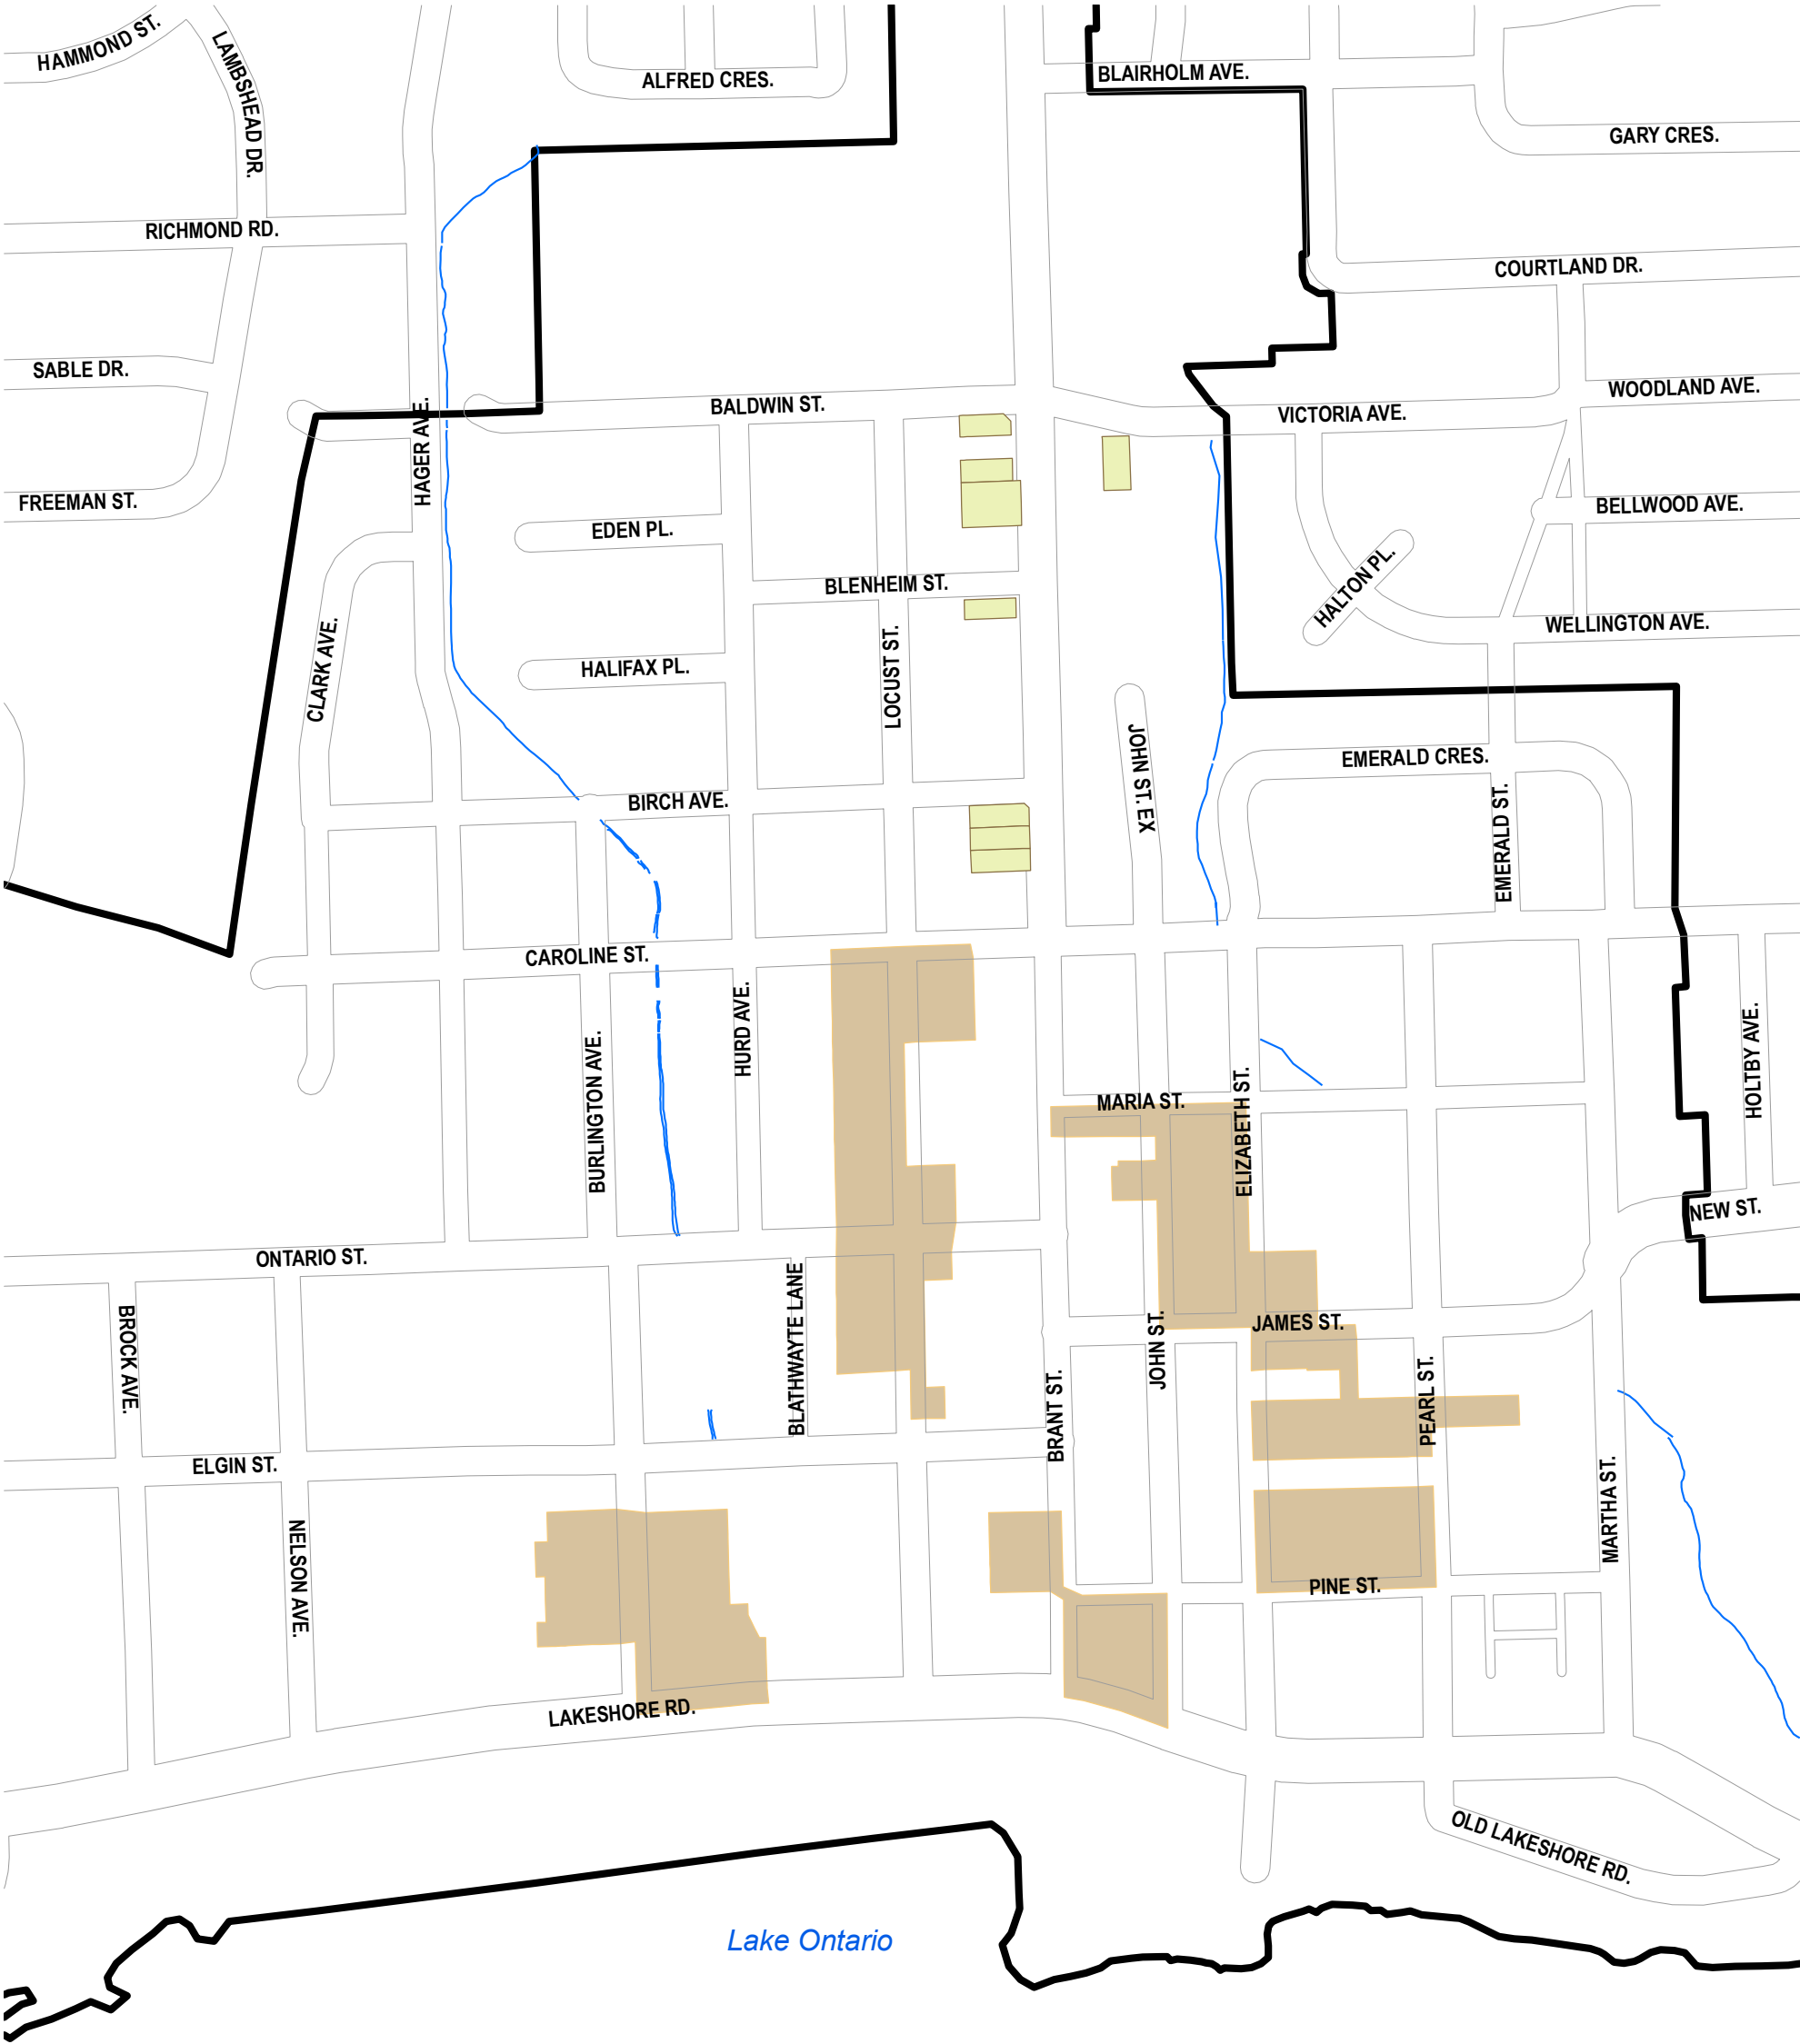 HAMMOND ST.
LAMBSHEAD DR.
ALFRED CRES.
BLAIRHOLM AVE.
GARY CRES.
RICHMOND RD.
COURTLAND DR.
SABLE DR.
WOODLAND AVE.
BALDWIN ST.
VICTORIA AVE.
HAGER AVE.
FREEMAN ST.
BELLWOOD AVE.
EDEN PL.
HALTON PL.
BLENHEIM ST.
WELLINGTON AVE.
CLARK AVE.
LOCUST ST.
HALIFAX PL.
JOHN ST. EX
EMERALD CRES.
BIRCH AVE.
EMERALD ST.
CAROLINE ST.
HURD AVE.
BURLINGTON AVE.
HOLTBY AVE.
MARIA ST.
ELIZABETH ST.
NEW ST.
ONTARIO ST.
BROCK AVE.
BLATHWAYTE LANE
JAMES ST.
JOHN ST.
BRANT ST.
PEARL ST.
ELGIN ST.
MARTHA ST.
NELSON AVE.
PINE ST.
LAKESHORE RD.
OLD LAKESHORE RD.
Lake Ontario